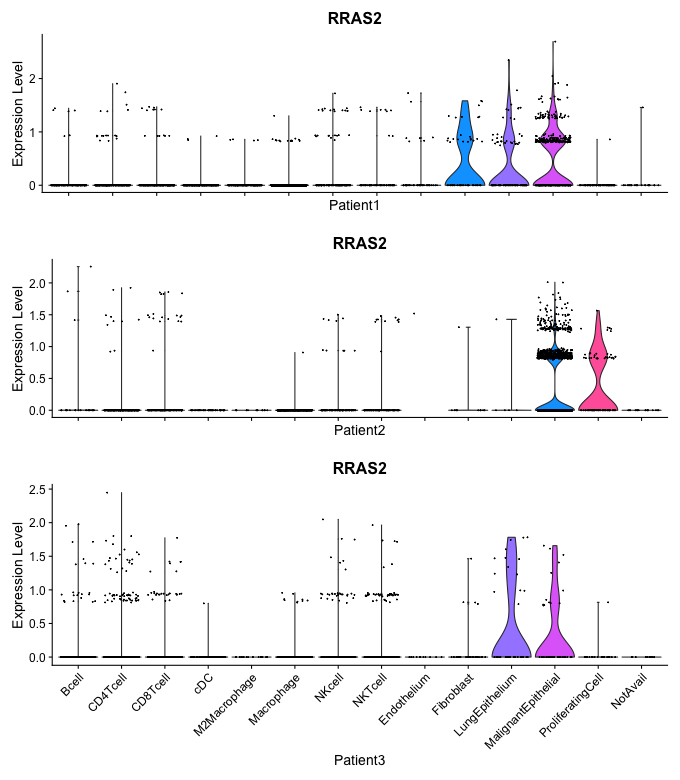 RRAS2
Expression Level
2
1
0
Patient1
RRAS2
Expression Level
2.0
1.5
1.0
0.5
0.0
Patient2
RRAS2
Expression Level
2.5
2.0
1.5
1.0
0.5
0.0
Bcell
CD4Tcell
CD8Tcell
cDC
M2Macrophage
Macrophage
NKcell
NKTcell
Endothelium
Fibroblast
LungEpithelium
MalignantEpithelial
ProliferatingCell
NotAvail
Patient3